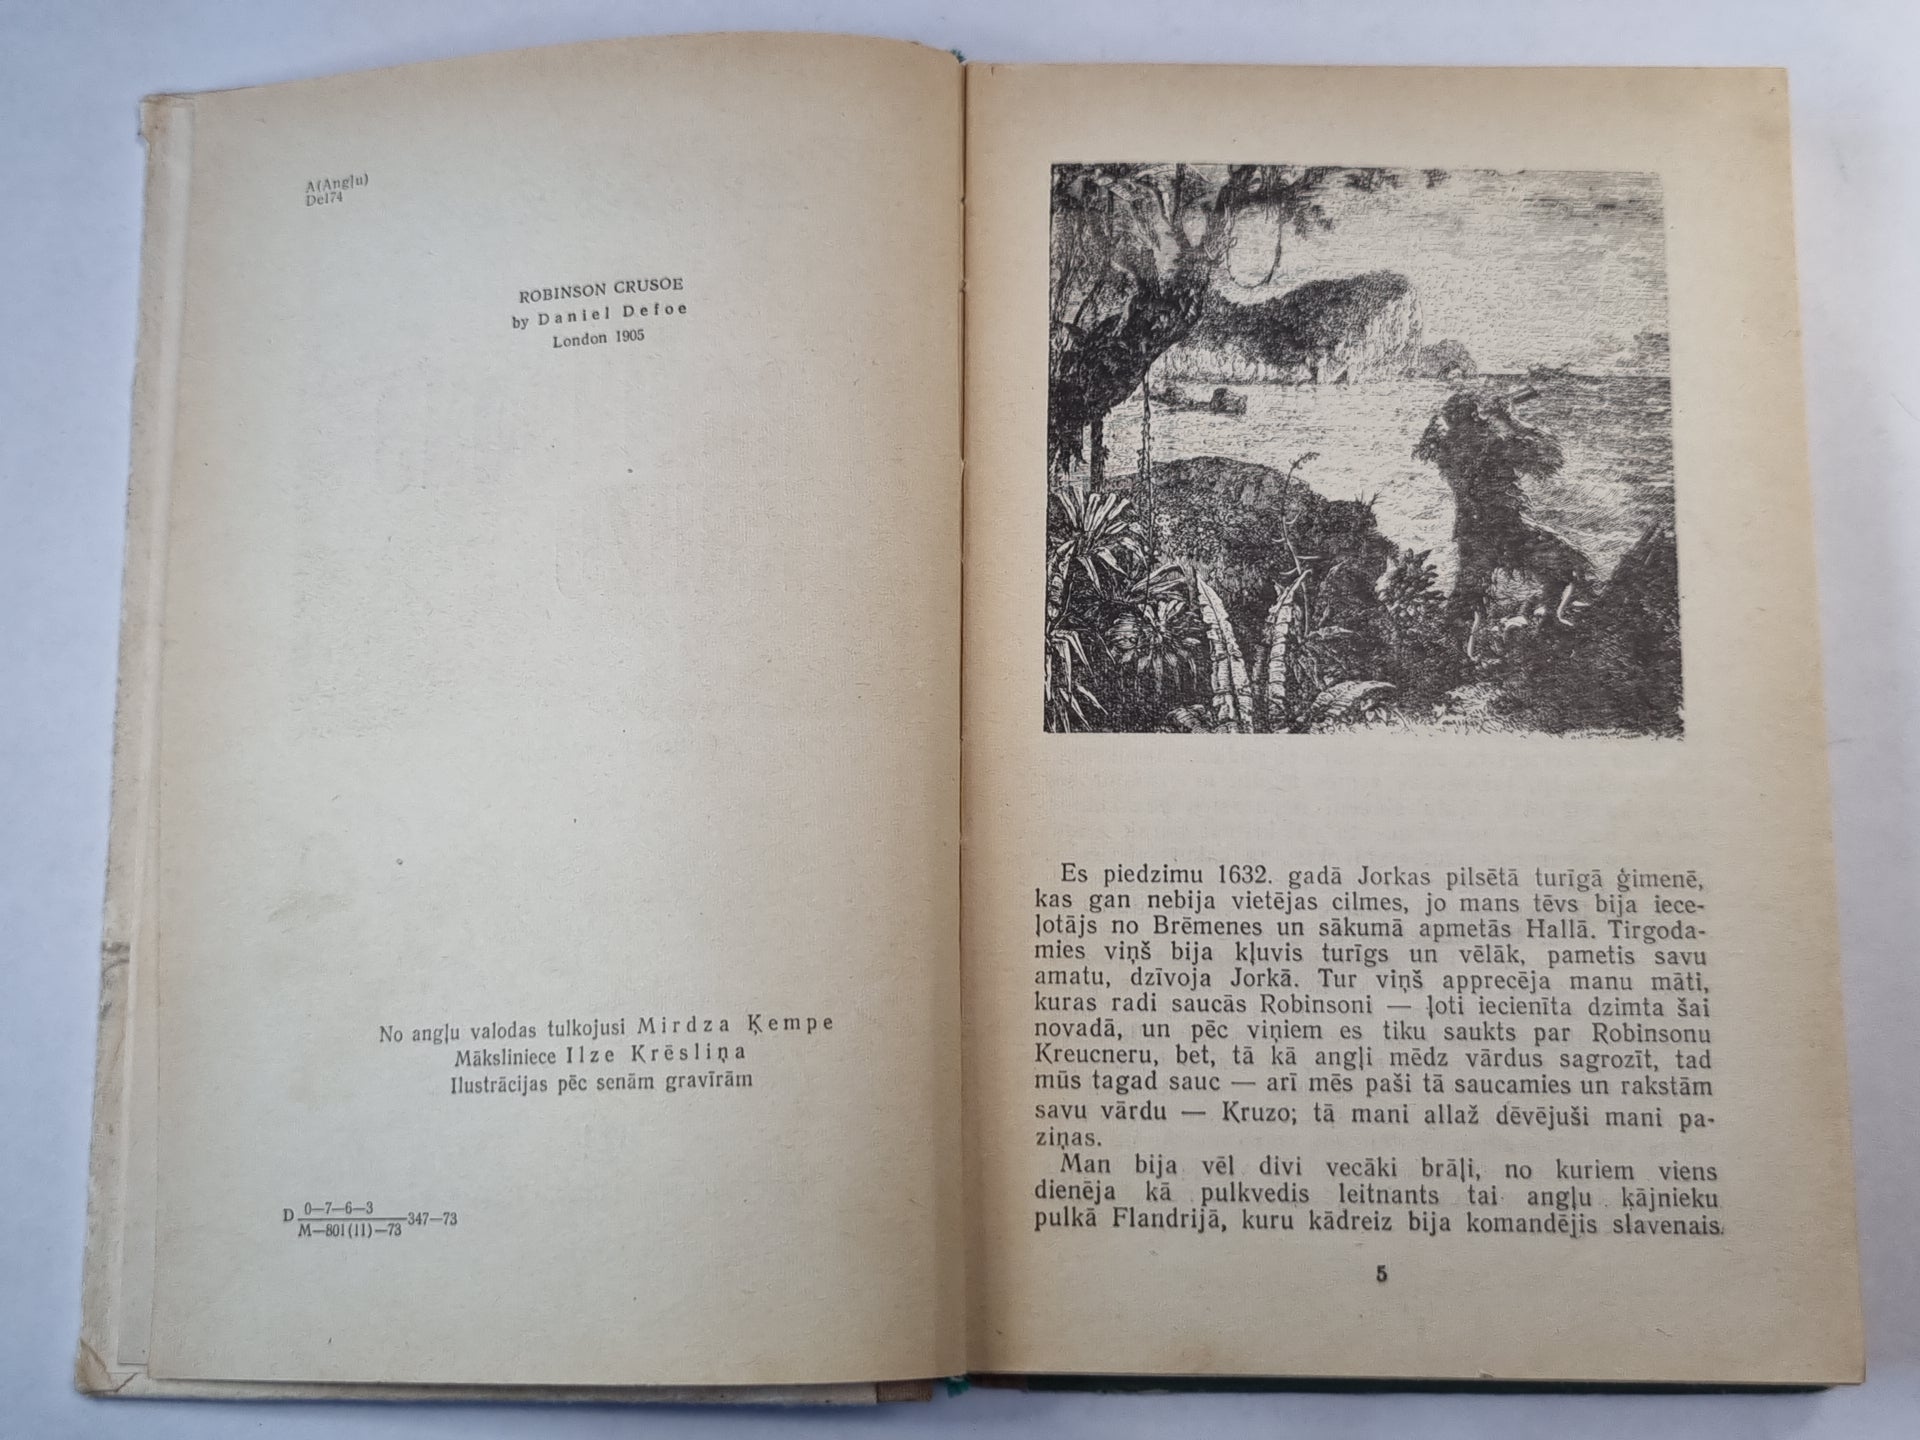 A(Angļu)
De174
ROBINSON CRUSOE
by Daniel Defoe
London 1905
No angļu valodas tulkojusi Mirdza Ķempe
Māksliniece Ilze Krēsliņa
Ilustrācijas pēc senām gravīrām
D 0—7—6—3
M—801(11)—73 347—73
Es piedzimu 1632. gadā Jorkas pilsētā turīgā ģimenē,
kas gan nebija vietējas cilmes, jo mans tēvs bija iece-
ļotājs no Brēmenes un sākumā apmetās Hallā. Tirgoda-
mies viņš bija kļuvis turīgs un vēlāk, pametis savu
amatu, dzīvoja Jorkā. Tur viņš apprecēja manu māti,
kuras radi saucās Robinsoni — ļoti iecienīta dzimta šai
novadā, un pēc viņiem es tiku saukts par Robinsonu
Kreucneru, bet, tā kā angļi mēdz vārdus sagrozīt, tad
mūs tagad sauc — arī mēs paši tā saucamies un rakstām
savu vārdu — Kruzo; tā mani allaž dēvējuši mani pa-
ziņas.
Man bija vēl divi vecāki brāļi, no kuriem viens
dienēja kā pulkvedis leitnants tai angļu kājnieku
pulkā Flandrijā, kuru kādreiz bija komandējis slavenais
5